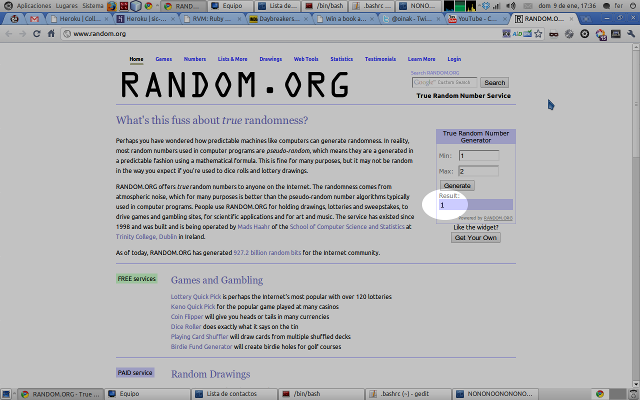 Aplicaciones Lugares Sistema
RAND...
Equipo
Lista de ...
/bin/bash
.bashrc (...
NONO...
dom 9 de ene, 17:36
fer
Heroku | Coll...
Heroku | sic-...
RVM: Ruby ...
Daybreakers...
Win a book a...
@oinak - Twi...
YouTube - C...
RANDOM.O...
www.random.org
Home Games Numbers Lists & More Drawings Web Tools Statistics Testimonials Learn More Login
RANDOM.ORG
Search RANDOM.ORG
Google™ Custom Search
Search
True Random Number Service
What's this fuss about true randomness?
Perhaps you have wondered how predictable machines like computers can generate randomness. In reality,
most random numbers used in computer programs are pseudo-random, which means they are a generated in
a predictable fashion using a mathematical formula. This is fine for many purposes, but it may not be random
in the way you expect if you're used to dice rolls and lottery drawings.
RANDOM.ORG offers true random numbers to anyone on the Internet. The randomness comes from
atmospheric noise, which for many purposes is better than the pseudo-random number algorithms typically
used in computer programs. People use RANDOM.ORG for holding drawings, lotteries and sweepstakes, to
drive games and gambling sites, for scientific applications and for art and music. The service has existed since
1998 and was built and is being operated by Mads Haahr of the School of Computer Science and Statistics at
Trinity College, Dublin in Ireland.
As of today, RANDOM.ORG has generated 927.2 billion random bits for the Internet community.
True Random Number
Generator
Min: 1
Max: 2
Generate
Result:
1
Powered by RANDOM.ORG
Like the widget?
Get Your Own
FREE services
Games and Gambling
Lottery Quick Pick is perhaps the Internet's most popular with over 120 lotteries
Keno Quick Pick for the popular game played at many casinos
Coin Flipper will give you heads or tails in many currencies
Dice Roller does exactly what it says on the tin
Playing Card Shuffler will draw cards from multiple shuffled decks
Birdie Fund Generator will create birdie holes for golf courses
PAID service
Random Drawings
RANDOM.ORG - True ...
Equipo
Lista de contactos
/bin/bash
.bashrc (~) - gedit
NONONOONONONO...